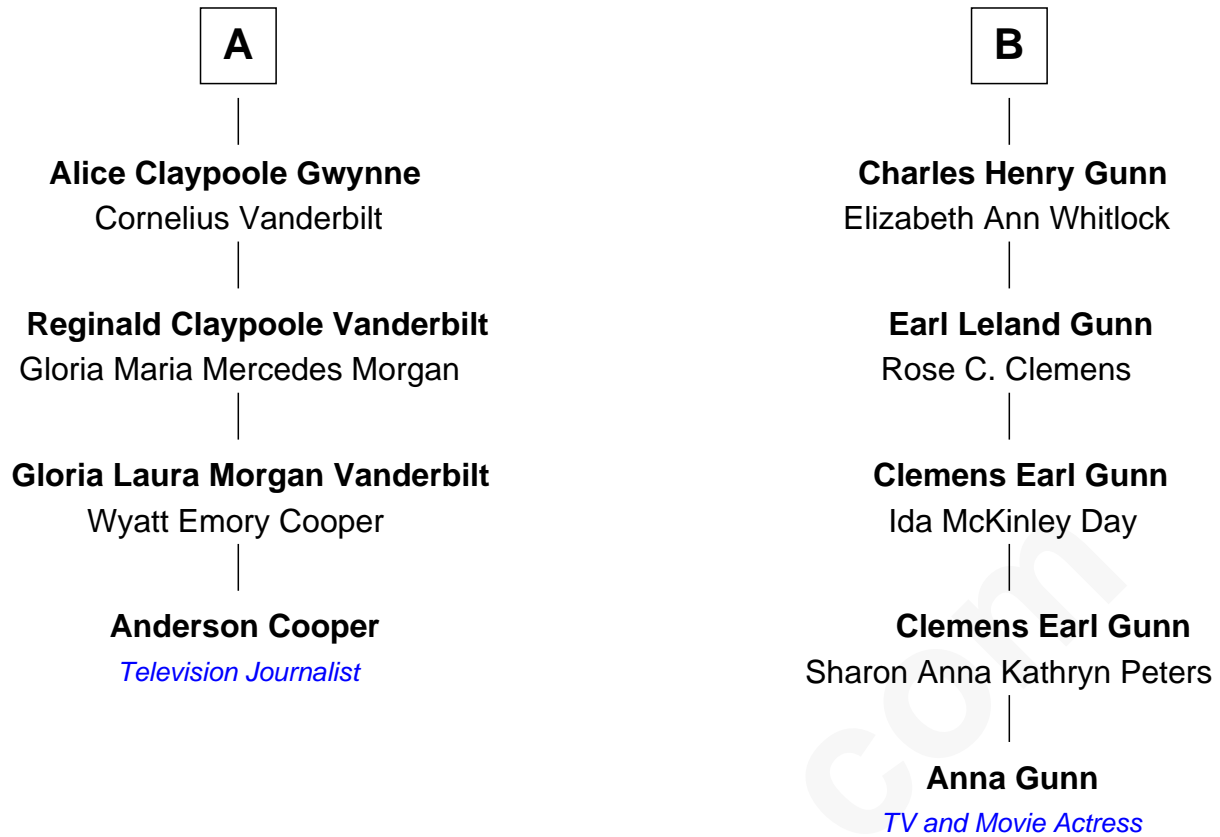 A
Alice Claypoole Gwynne
Cornelius Vanderbilt
Reginald Claypoole Vanderbilt
Gloria Maria Mercedes Morgan
Gloria Laura Morgan Vanderbilt
Wyatt Emory Cooper
Anderson Cooper
Television Journalist
B
Charles Henry Gunn
Elizabeth Ann Whitlock
Earl Leland Gunn
Rose C. Clemens
Clemens Earl Gunn
Ida McKinley Day
Clemens Earl Gunn
Sharon Anna Kathryn Peters
Anna Gunn
TV and Movie Actress
com